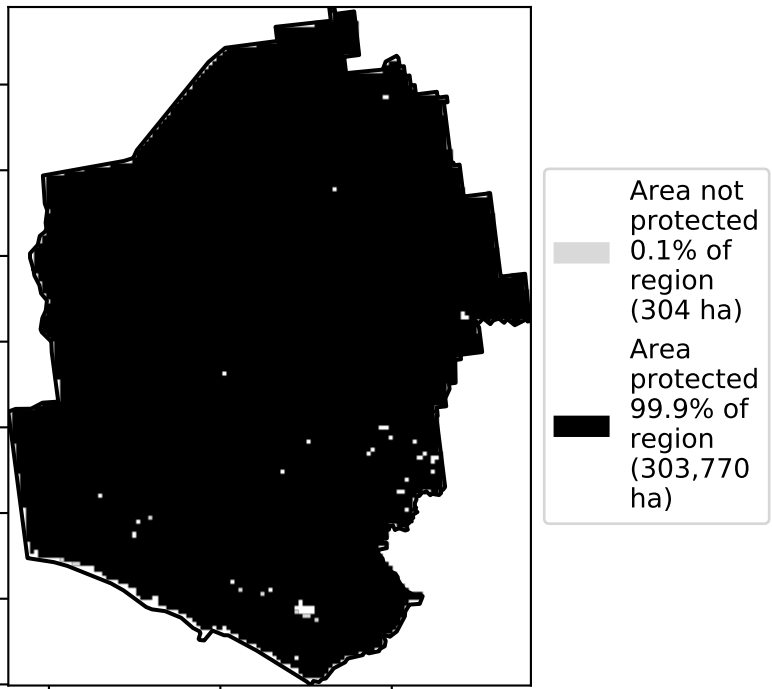 Area not
protected
0.1% of
region
(304 ha)
Area
protected
99.9% of
region
(303,770
ha)